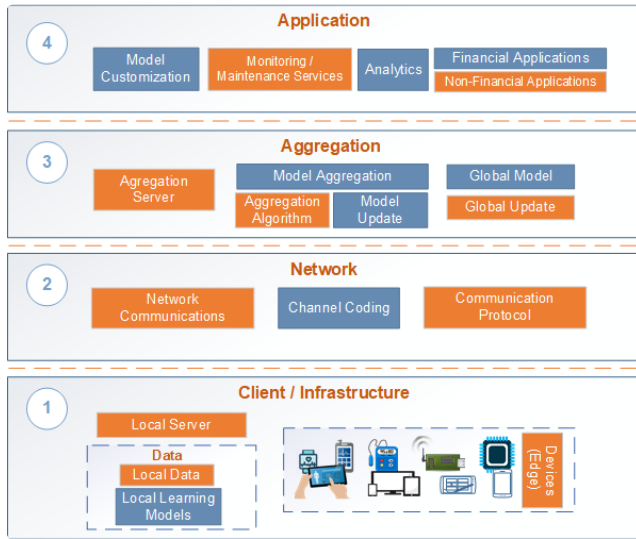 4
Application
Model
Customization
Monitoring /
Maintenance Services
Analytics
Financial Applications
Non-Financial Applications
3
Aggregation
Agregation
Server
Model Aggregation
Aggregation
Algorithm
Model
Update
Global Model
Global Update
2
Network
Network
Communications
Channel Coding
Communication
Protocol
1
Client / Infrastructure
Local Server
Data
Local Data
Local Learning
Models
Devices
(Edge)